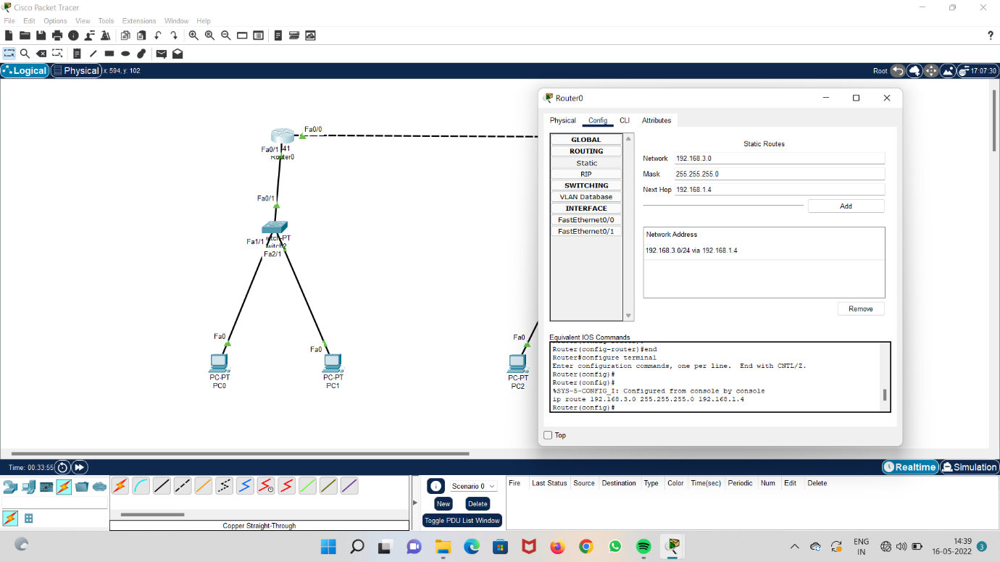 Cisco Packet Tracer
File Edit Options View Tools Extensions Window Help
Logical Physical x: 594, y: 102 Root 17:07:30
Fa0/0
Fa0/1 41
Router0
Fa0/1
Fa1/1 witch-PT
witch2
Fa2/1
Fa0
Fa0
Fa0
PC-PT
PC0
PC-PT
PC1
PC-PT
PC2
Router0
Physical Config CLI Attributes
GLOBAL
ROUTING
Static
RIP
SWITCHING
VLAN Database
INTERFACE
FastEthernet0/0
FastEthernet0/1
Static Routes
Network 192.168.3.0
Mask 255.255.255.0
Next Hop 192.168.1.4
Add
Network Address
192.168.3.0/24 via 192.168.1.4
Remove
Equivalent IOS Commands
Router(config-router)#end
Router#configure terminal
Enter configuration commands, one per line. End with CNTL/Z.
Router(config)#
Router(config)#
%SYS-5-CONFIG_I: Configured from console by console
ip route 192.168.3.0 255.255.255.0 192.168.1.4
Router(config)#
Top
Time: 00:33:55 Realtime Simulation
Scenario 0
New Delete
Toggle PDU List Window
Fire Last Status Source Destination Type Color Time(sec) Periodic Num Edit Delete
Copper Straight-Through
ENG
IN
14:39
16-05-2022
3